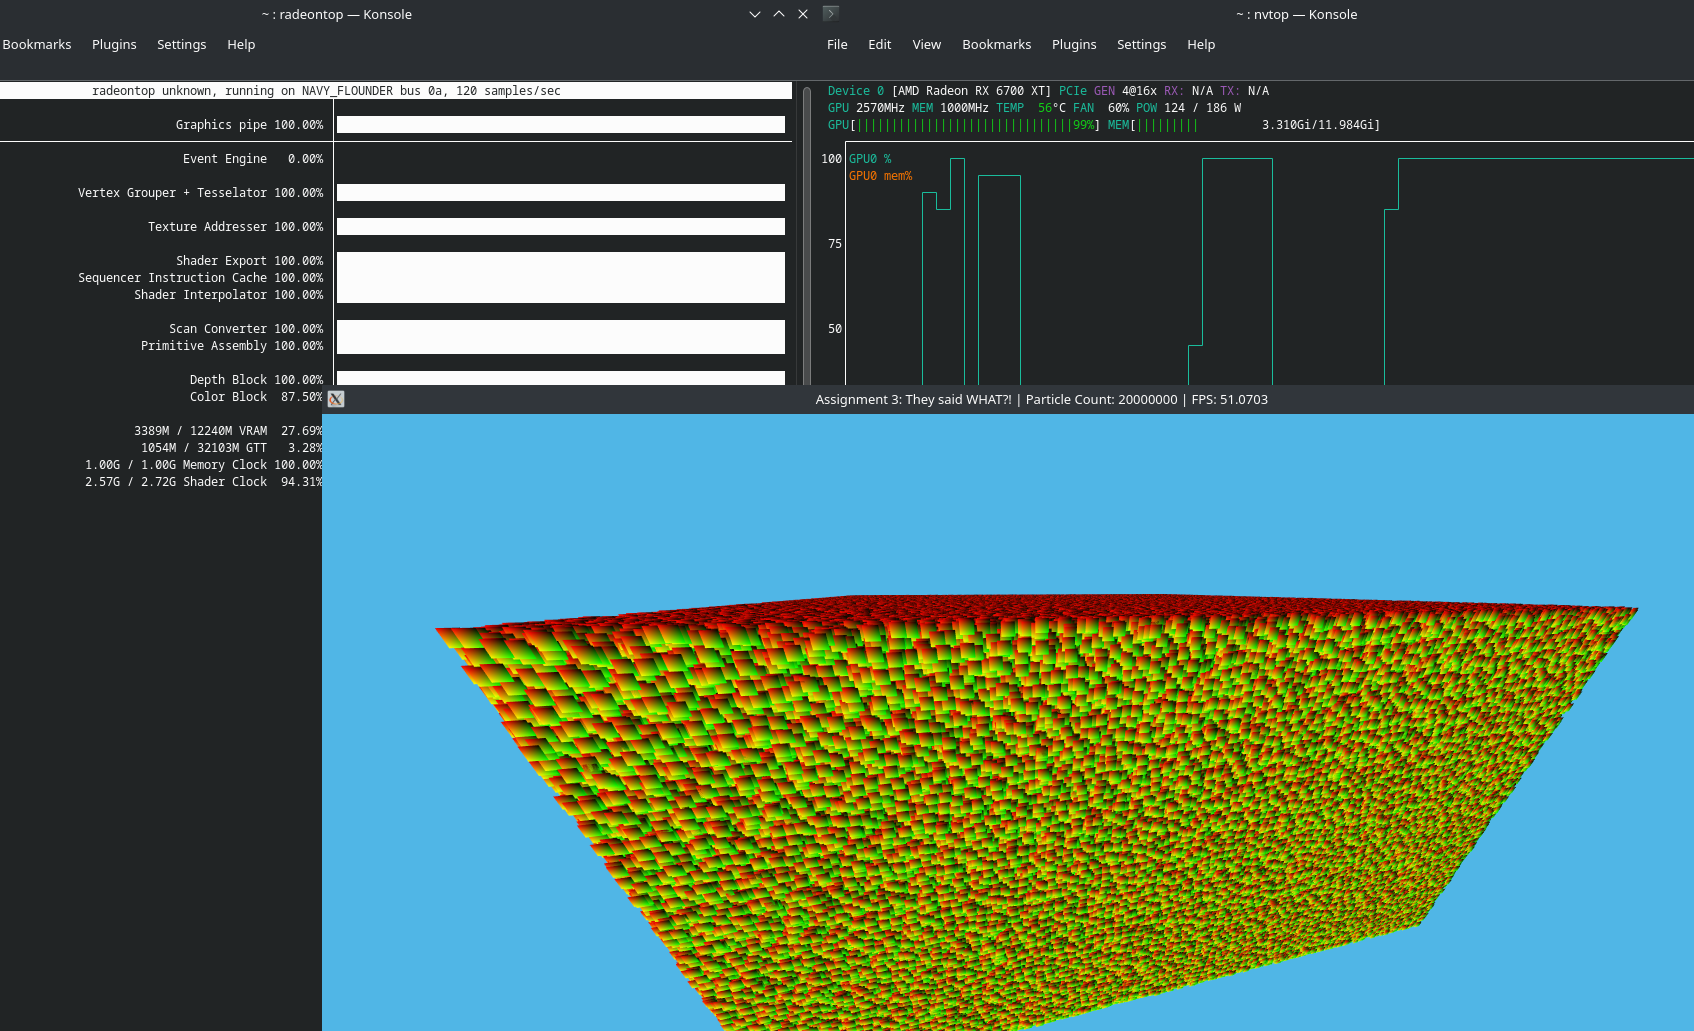 ~ : radeontop — Konsole
Bookmarks Plugins Settings Help
radeontop unknown, running on NAVY_FLOUNDER bus 0a, 120 samples/sec
Graphics pipe 100.00%
Event Engine 0.00%
Vertex Grouper + Tesselator 100.00%
Texture Addresser 100.00%
Shader Export 100.00%
Sequencer Instruction Cache 100.00%
Shader Interpolator 100.00%
Scan Converter 100.00%
Primitive Assembly 100.00%
Depth Block 100.00%
Color Block 87.50%
3389M / 12240M VRAM 27.69%
1054M / 32103M GTT 3.28%
1.00G / 1.00G Memory Clock 100.00%
2.57G / 2.72G Shader Clock 94.31%
~ : nvtop — Konsole
File Edit View Bookmarks Plugins Settings Help
Device 0 [AMD Radeon RX 6700 XT] PCIe GEN 4@16x RX: N/A TX: N/A
GPU 2570MHz MEM 1000MHz TEMP 56°C FAN 60% POW 124 / 186 W
GPU[||||||||||||||||||||||||||||||||99%] MEM[||||||||| 3.310Gi/11.984Gi]
100
GPU0 %
GPU0 mem%
75
50
Assignment 3: They said WHAT?! | Particle Count: 20000000 | FPS: 51.0703